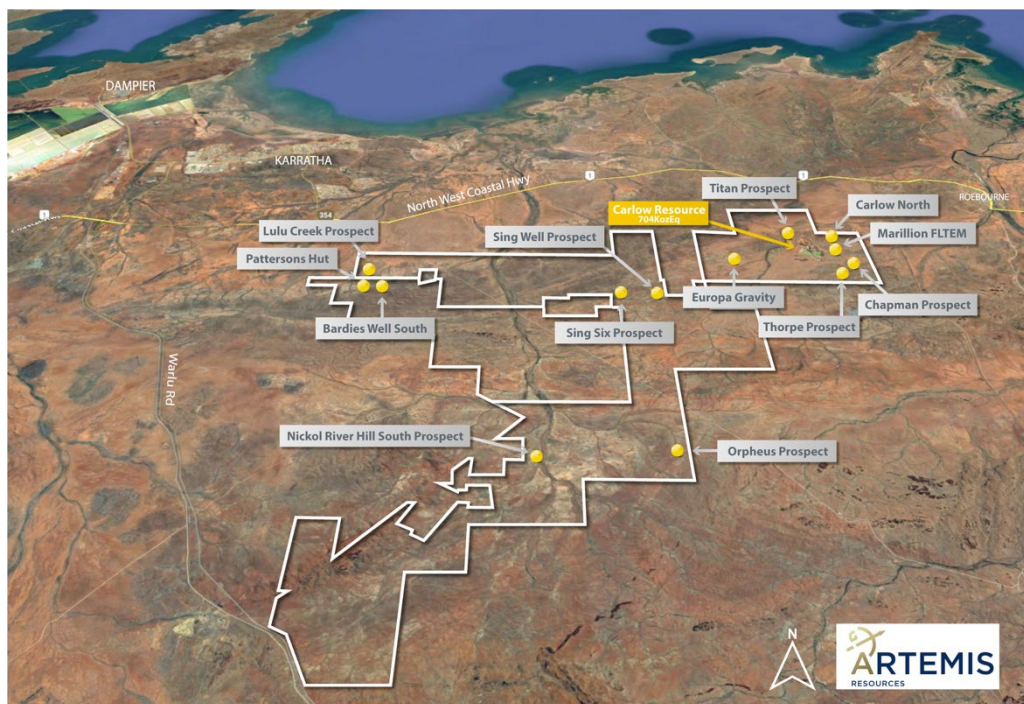 DAMPIER
KARRATHA
North West Coastal Hwy
1
1
1
354
ROEBOURNE
Titan Prospect
Carlow Resource
704KozEq
Carlow North
Marillion FLTEM
Lulu Creek Prospect
Sing Well Prospect
Pattersons Hut
Europa Gravity
Chapman Prospect
Bardies Well South
Sing Six Prospect
Thorpe Prospect
Warlu Rd
Nickol River Hill South Prospect
Orpheus Prospect
N
ARTEMIS
RESOURCES